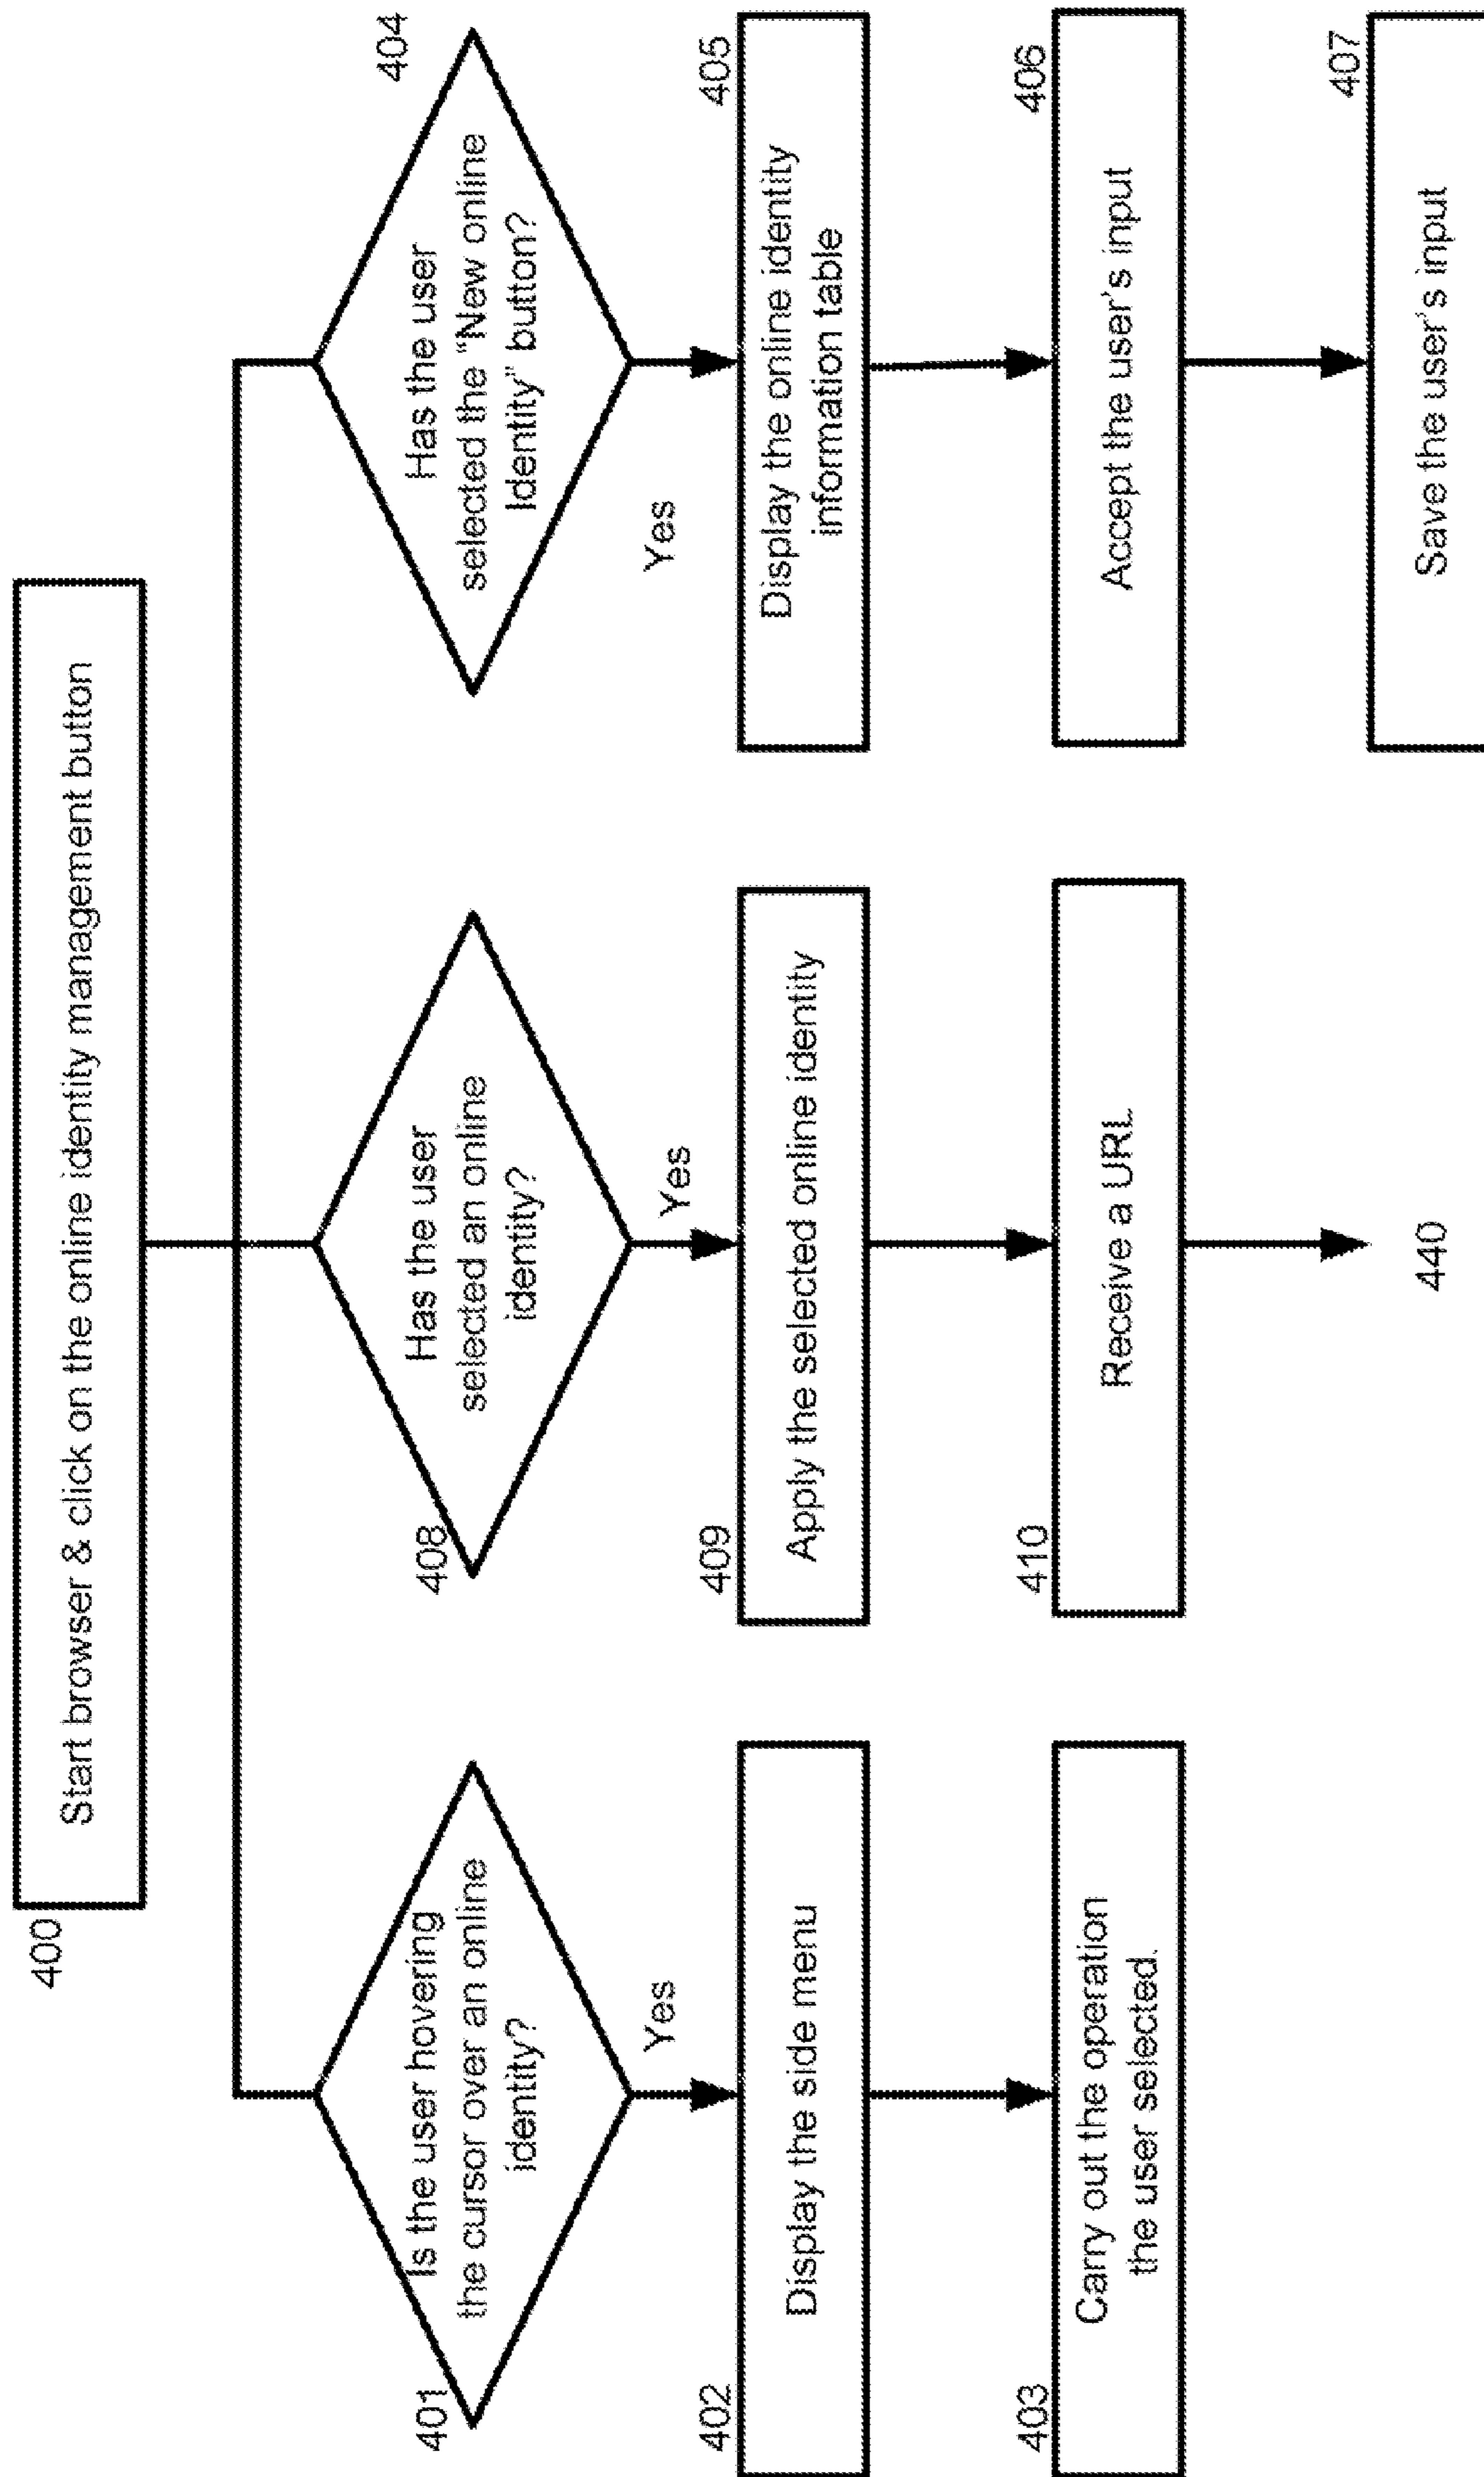 400
Start browser & click on the online identity management button
401
Is the user hovering
the cursor over an online
identity?
Yes
402
Display the side menu
403
Carry out the operation
the user selected.
408
Has the user
selected an online
identity?
Yes
409
Apply the selected online identity
410
Receive a URL
440
404
Has the user
selected the “New online
Identity” button?
Yes
405
Display the online identity
information table
406
Accept the user's input
407
Save the user's input